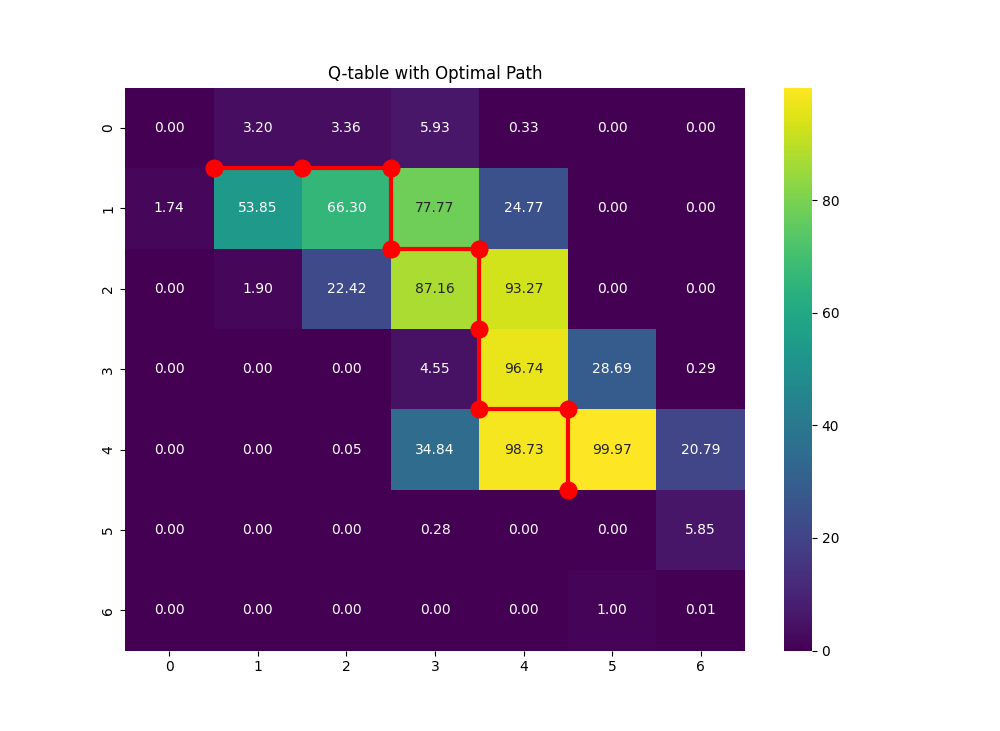 Q-table with Optimal Path
0 0.00 3.20 3.36 5.93 0.33 0.00 0.00
1 1.74 53.85 66.30 77.77 24.77 0.00 0.00
80
2 0.00 1.90 22.42 87.16 93.27 0.00 0.00
60
3 0.00 0.00 0.00 4.55 96.74 28.69 0.29
40
4 0.00 0.00 0.05 34.84 98.73 99.97 20.79
5 0.00 0.00 0.00 0.28 0.00 0.00 5.85
20
6 0.00 0.00 0.00 0.00 0.00 1.00 0.01
0
0 1 2 3 4 5 6